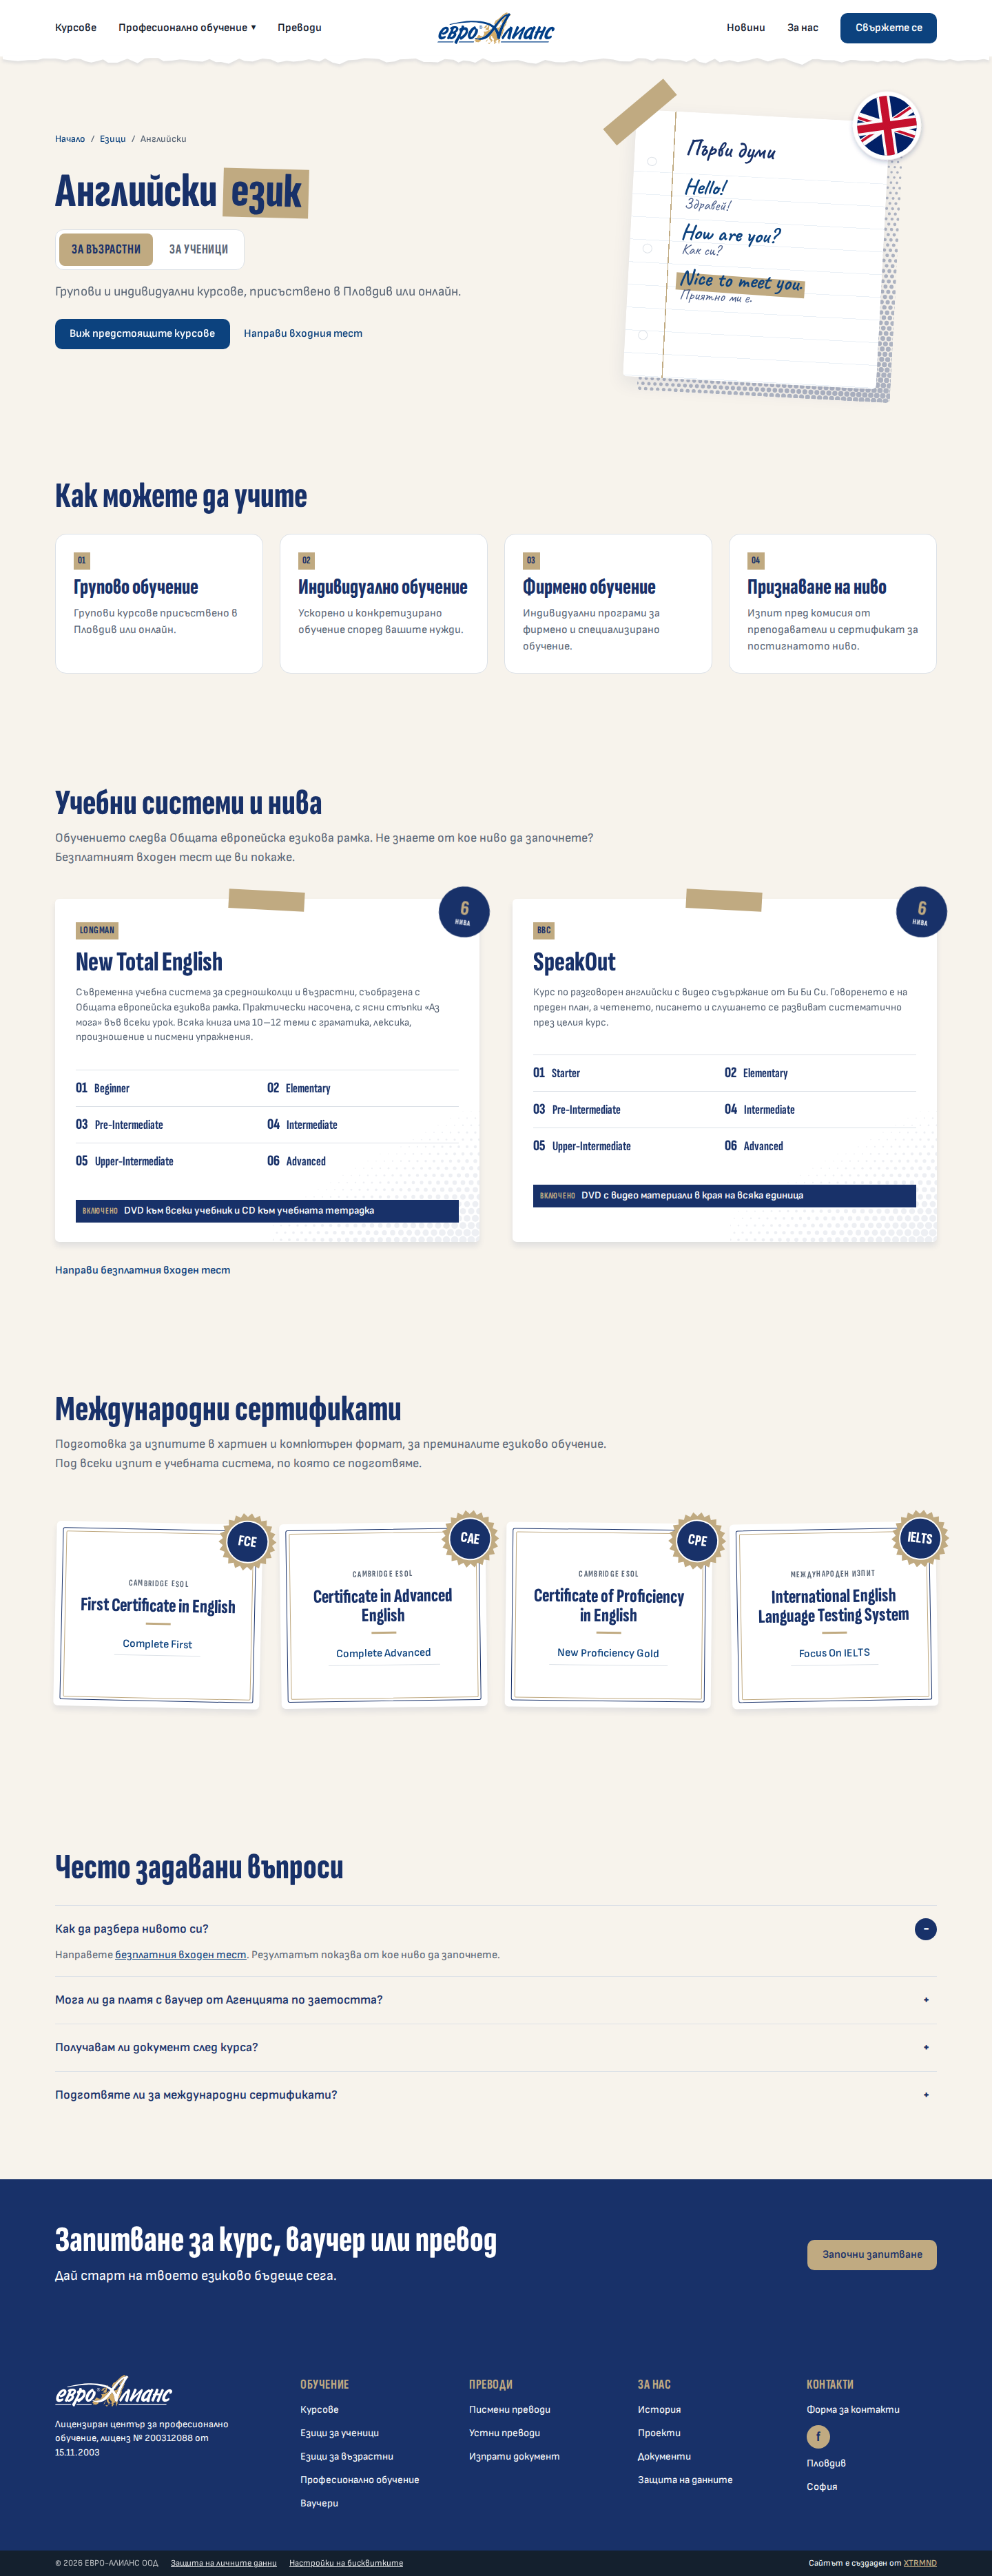 Курсове
Професионално обучение ▾
Преводи
евро Алианс
Новини
За нас
Свържете се
Начало / Езици / Английски
Английски език
ЗА ВЪЗРАСТНИ
ЗА УЧЕНИЦИ
Групови и индивидуални курсове, присъствено в Пловдив или онлайн.
Виж предстоящите курсове
Направи входния тест
Първи думи
Hello!
Здравей!
How are you?
Как си?
Nice to meet you.
Приятно ми е.
Как можете да учите
01
Групово обучение
Групови курсове присъствено в
Пловдив или онлайн.
02
Индивидуално обучение
Ускорено и конкретизирано
обучение според вашите нужди.
03
Фирмено обучение
Индивидуални програми за
фирмено и специализирано
обучение.
04
Признаване на ниво
Изпит пред комисия от
преподаватели и сертификат за
постигнатото ниво.
Учебни системи и нива
Обучението следва Общата европейска езикова рамка. Не знаете от кое ниво да започнете?
Безплатният входен тест ще ви покаже.
6
НИВА
LONGMAN
New Total English
Съвременна учебна система за средношколци и възрастни, съобразена с
Общата европейска езикова рамка. Практически насочена, с ясни стъпки "Аз
мога" във всеки урок. Всяка книга има 10–12 теми с граматика, лексика,
произношение и писмени упражнения.
01 Beginner
02 Elementary
03 Pre-Intermediate
04 Intermediate
05 Upper-Intermediate
06 Advanced
ВКЛЮЧЕНО DVD към всеки учебник и CD към учебната тетрадка
6
НИВА
BBC
SpeakOut
Курс по разговорен английски с видео съдържание от Би Би Си. Говоренето е на
преден план, а четенето, писането и слушането се развиват систематично
през целия курс.
01 Starter
02 Elementary
03 Pre-Intermediate
04 Intermediate
05 Upper-Intermediate
06 Advanced
ВКЛЮЧЕНО DVD с видео материали в края на всяка единица
Направи безплатния входен тест
Международни сертификати
Подготовка за изпитите в хартиен и компютърен формат, за преминалите езиково обучение.
Под всеки изпит е учебната система, по която се подготвяме.
FCE
CAMBRIDGE ESOL
First Certificate in English
Complete First
CAE
CAMBRIDGE ESOL
Certificate in Advanced
English
Complete Advanced
CPE
CAMBRIDGE ESOL
Certificate of Proficiency
in English
New Proficiency Gold
IELTS
МЕЖДУНАРОДЕН ИЗПИТ
International English
Language Testing System
Focus On IELTS
Често задавани въпроси
Как да разбера нивото си?
Направете безплатния входен тест. Резултатът показва от кое ниво да започнете.
Мога ли да платя с ваучер от Агенцията по заетостта?
Получавам ли документ след курса?
Подготвяте ли за международни сертификати?
Запитване за курс, ваучер или превод
Дай старт на твоето езиково бъдеще сега.
Започни запитване
евро Алианс
Лицензиран център за професионално
обучение, лиценз № 200312088 от
15.11.2003
ОБУЧЕНИЕ
Курсове
Езици за ученици
Езици за възрастни
Професионално обучение
Ваучери
ПРЕВОДИ
Писмени преводи
Устни преводи
Изпрати документ
ЗА НАС
История
Проекти
Документи
Защита на данните
КОНТАКТИ
Форма за контакти
f
Пловдив
София
© 2026 ЕВРО-АЛИАНС ООД
Защита на личните данни
Настройки на бисквитките
Сайтът е създаден от XTRMND